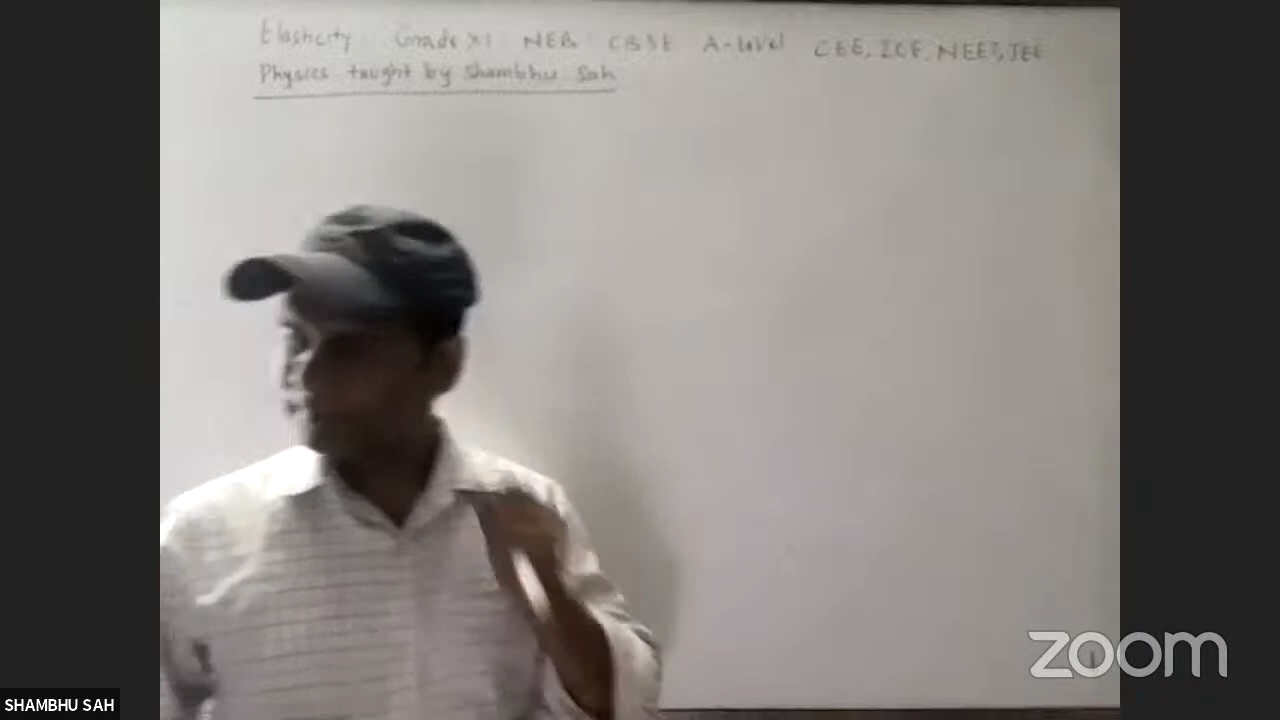 Elasticity Grade XI NEB CBSE A-Level CEE, IOE, NEET, JEE
Physics taught by Shambhu Sah
zoom
SHAMBHU SAH